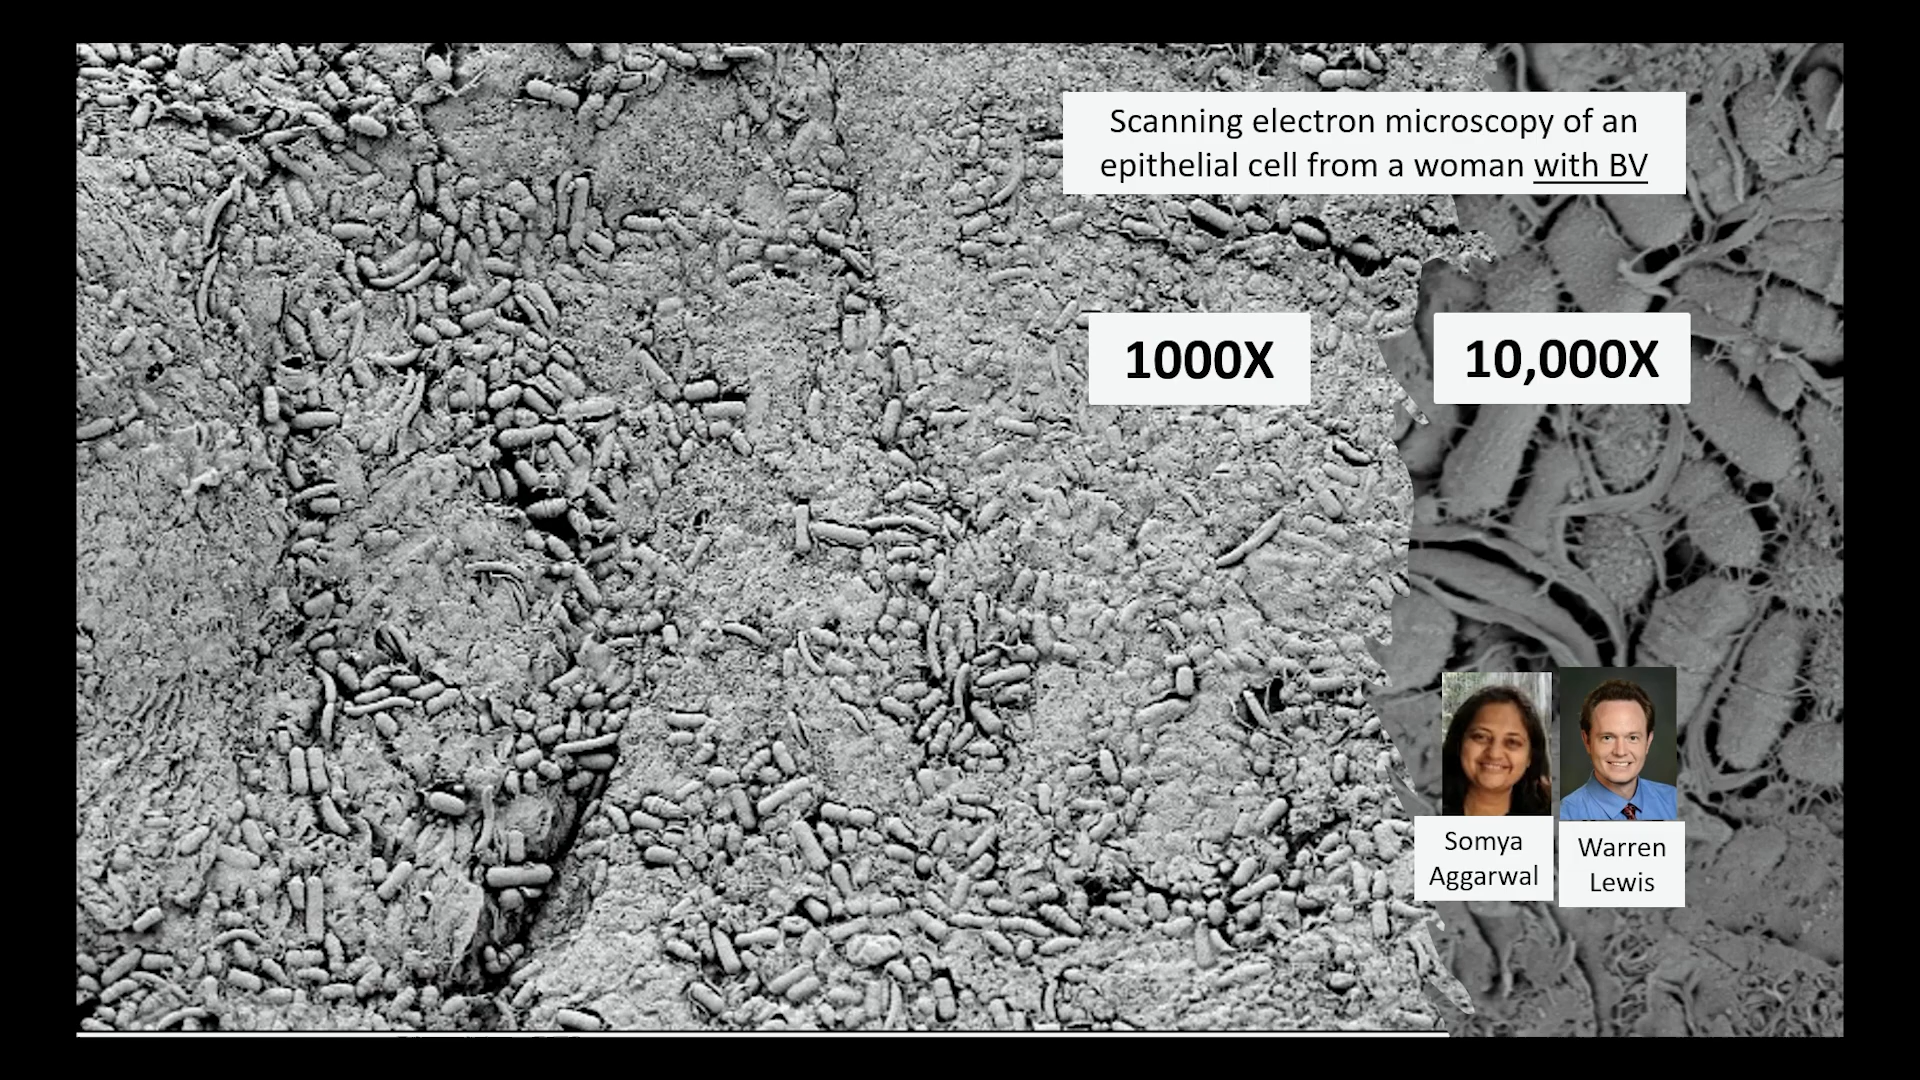 Scanning electron microscopy of an
epithelial cell from a woman with BV
1000X
10,000X
Somya
Aggarwal
Warren
Lewis